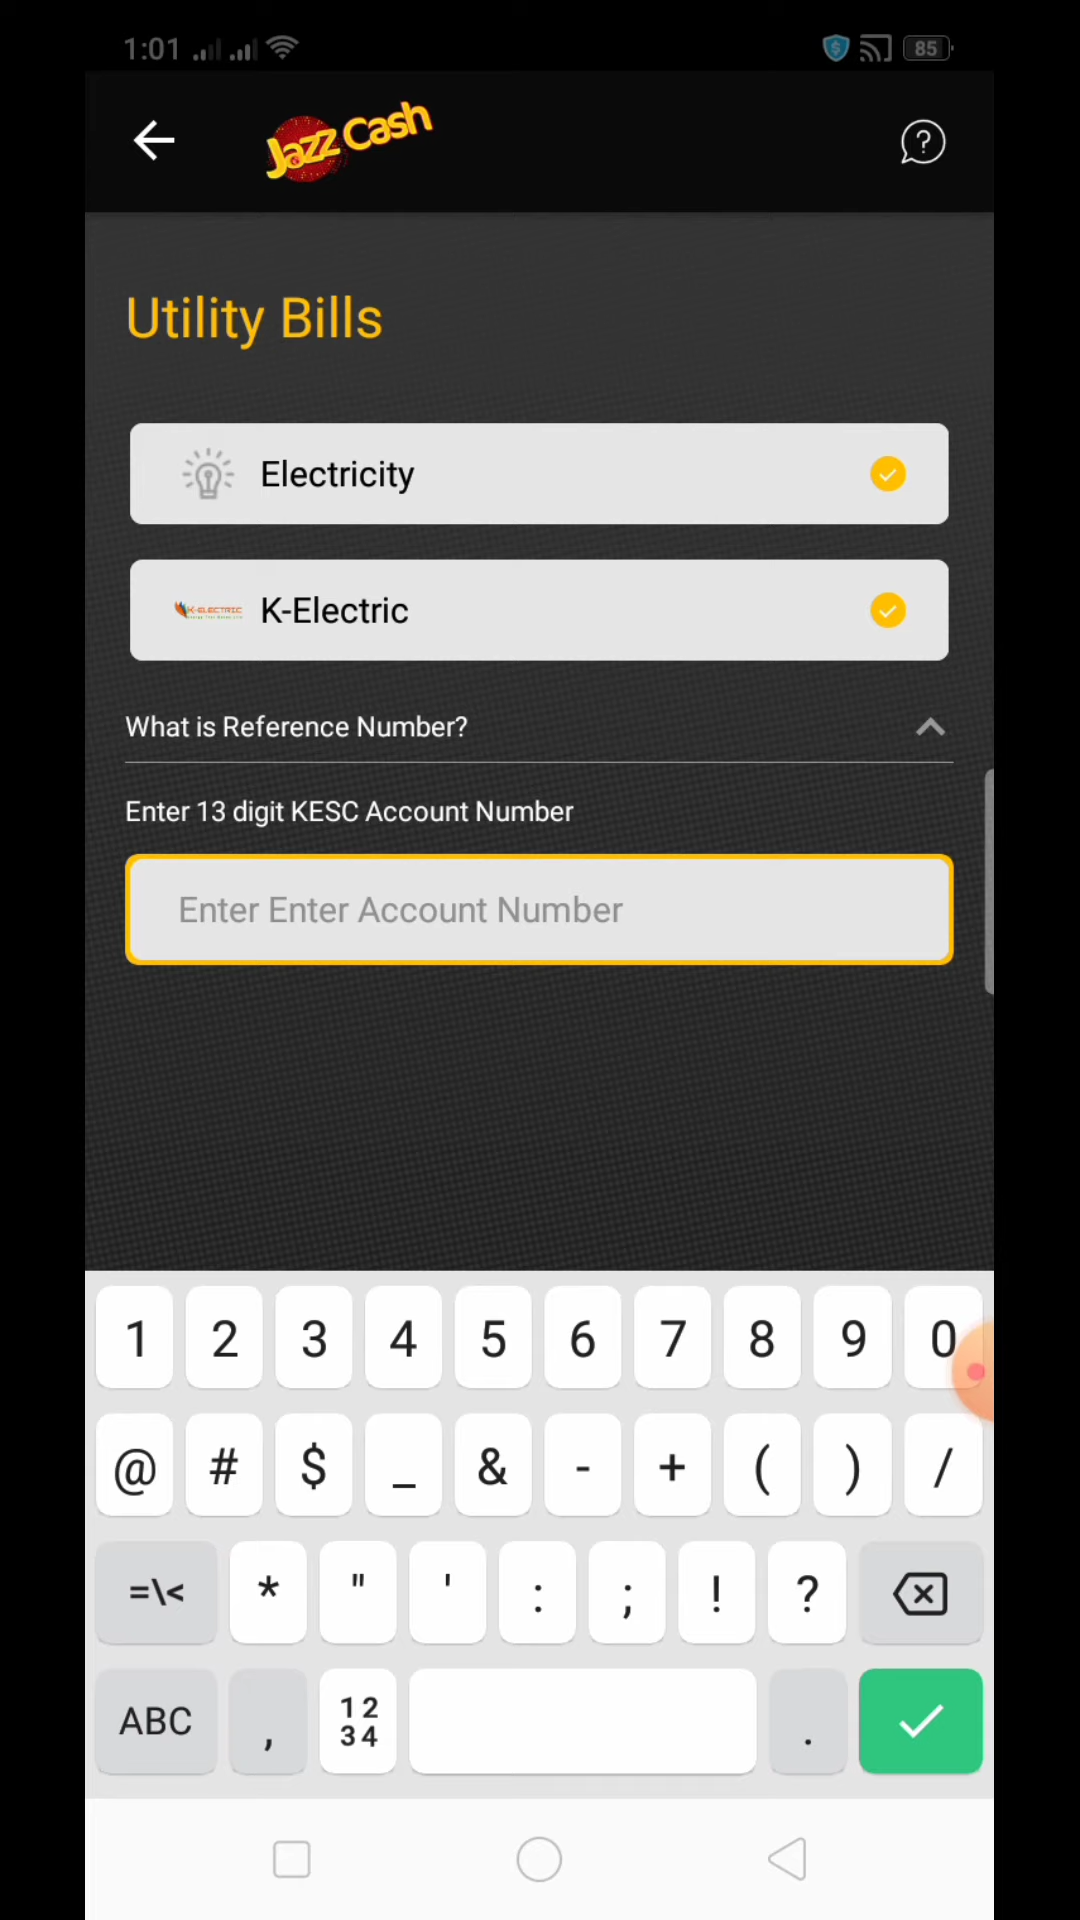 1:01
85
Jazz Cash
Utility Bills
Electricity
K-ELECTRIC K-Electric
What is Reference Number?
Enter 13 digit KESC Account Number
Enter Enter Account Number
1 2 3 4 5 6 7 8 9 0
@ # $ _ & - + ( ) /
=\< * " ' : ; ! ?
ABC , 12 34 .